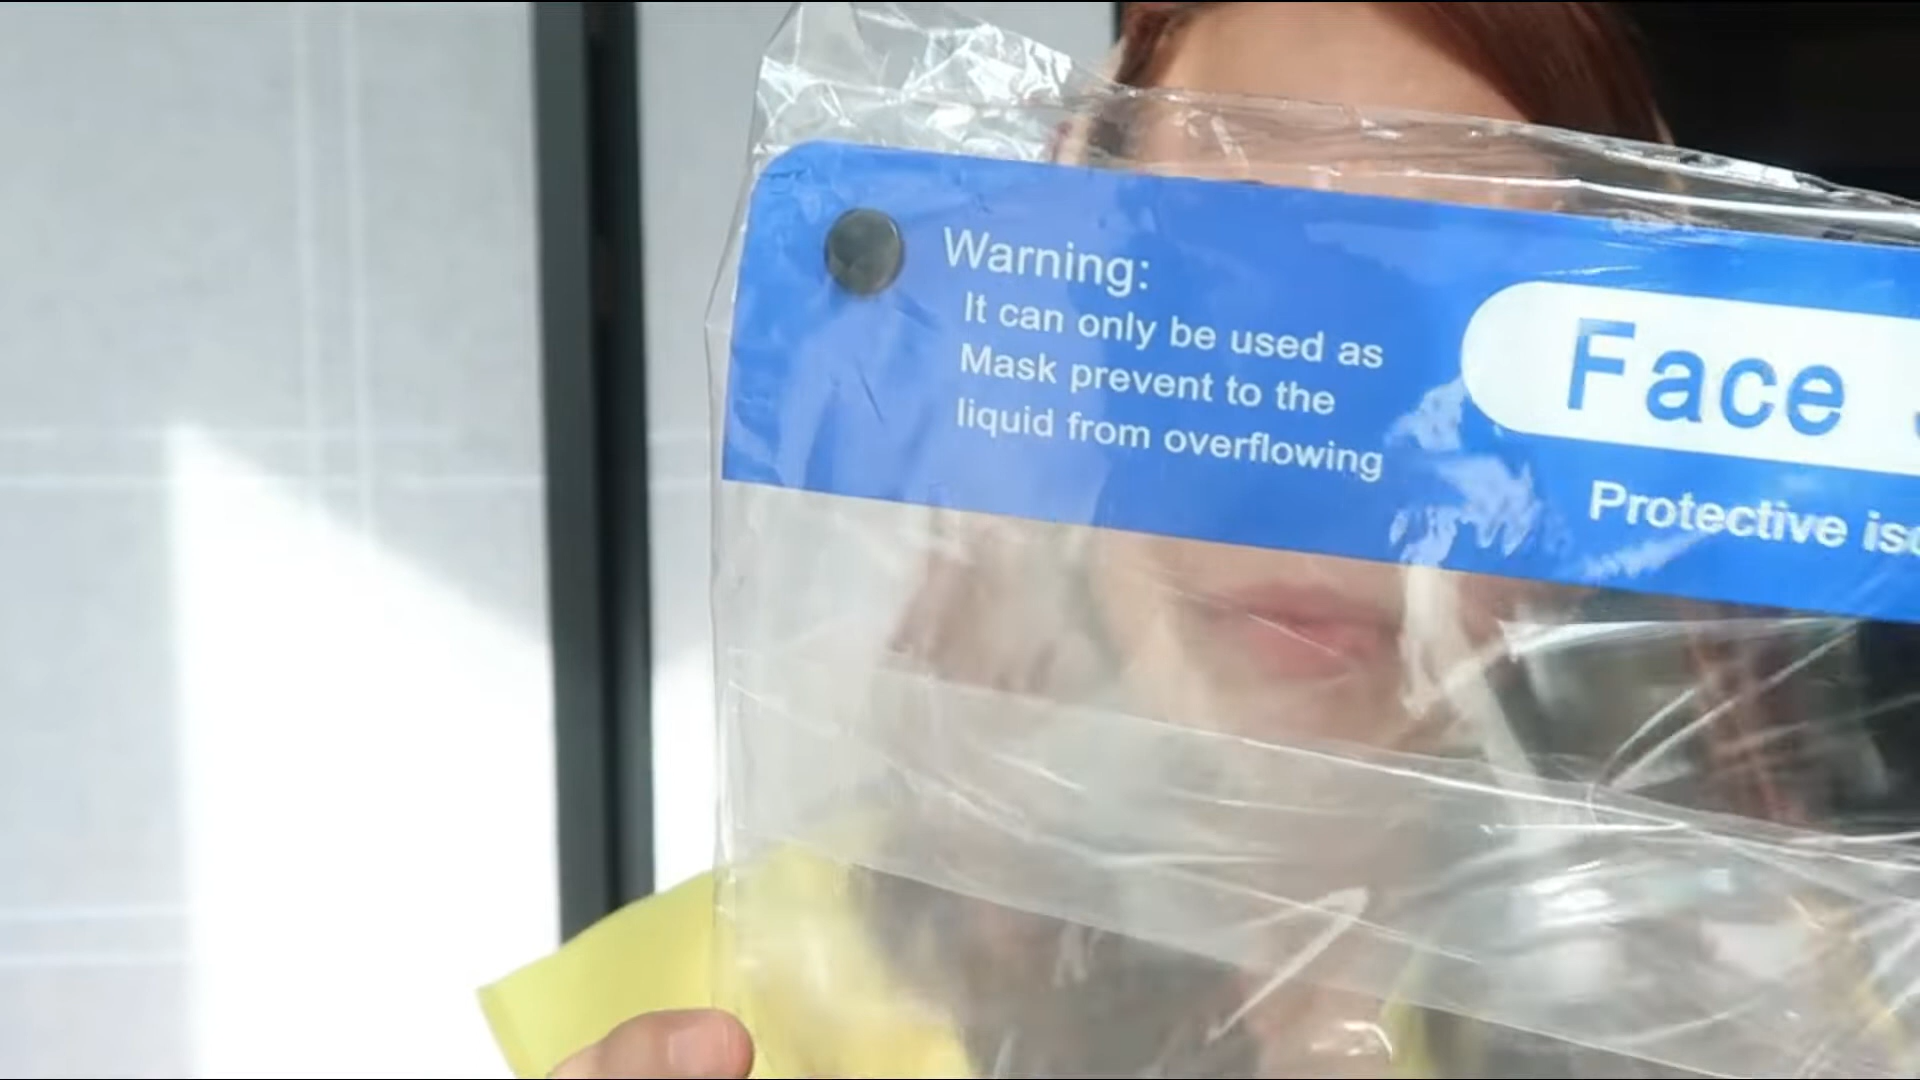 Warning:
It can only be used as
Mask prevent to the
liquid from overflowing
Face
Protective